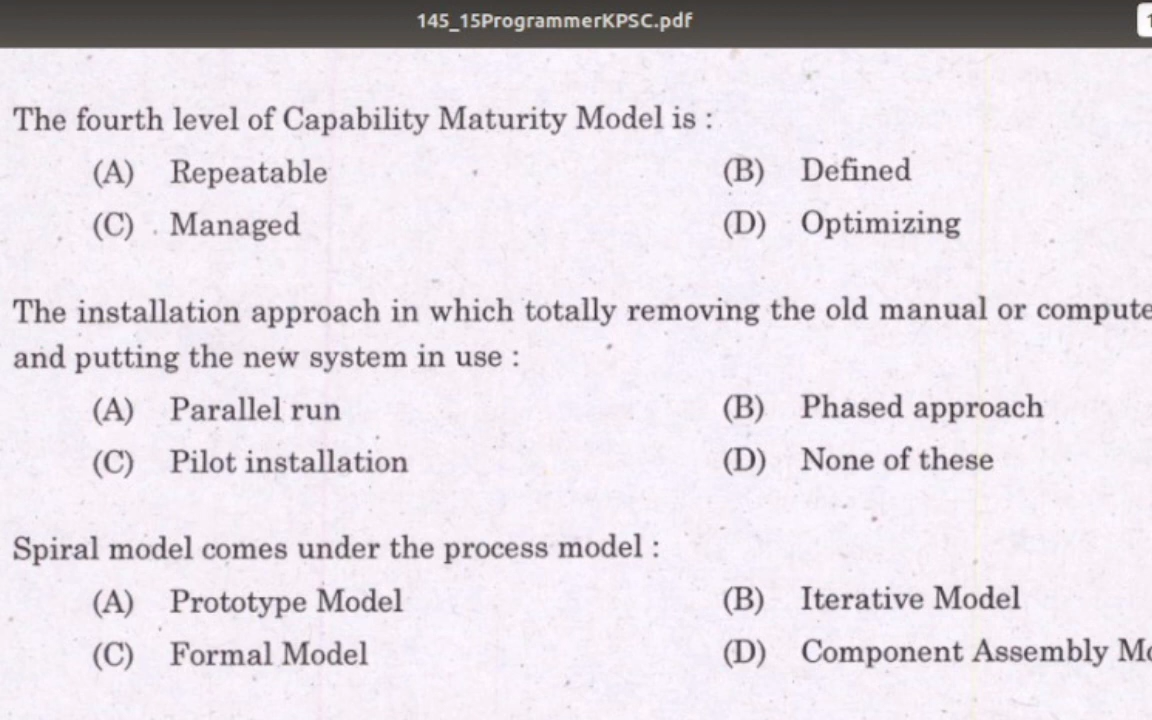 145_15ProgrammerKPSC.pdf
The fourth level of Capability Maturity Model is :
(A) Repeatable (B) Defined
(C) Managed (D) Optimizing
The installation approach in which totally removing the old manual or compute
and putting the new system in use :
(A) Parallel run (B) Phased approach
(C) Pilot installation (D) None of these
Spiral model comes under the process model :
(A) Prototype Model (B) Iterative Model
(C) Formal Model (D) Component Assembly